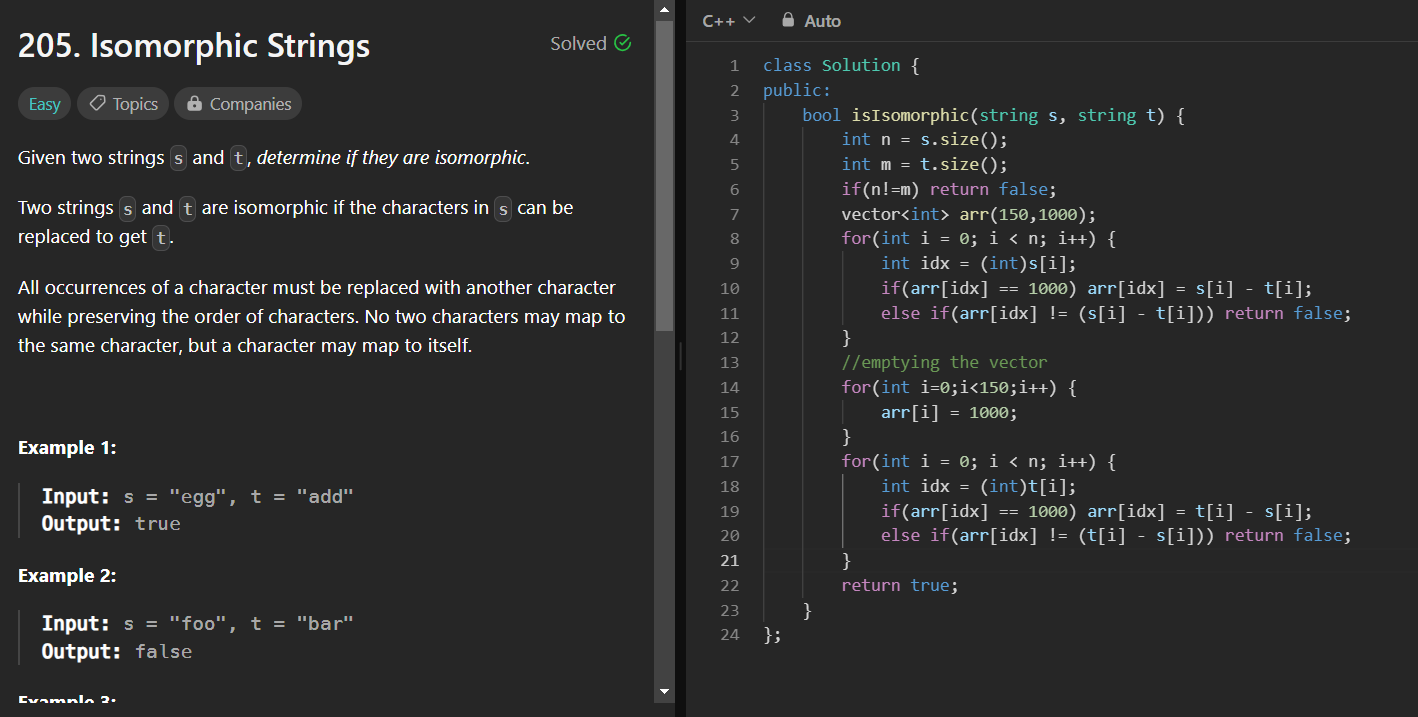 205. Isomorphic Strings
Solved
Easy
Topics
Companies
Given two strings s and t, determine if they are isomorphic.
Two strings s and t are isomorphic if the characters in s can be
replaced to get t.
All occurrences of a character must be replaced with another character
while preserving the order of characters. No two characters may map to
the same character, but a character may map to itself.
Example 1:
Input: s = "egg", t = "add"
Output: true
Example 2:
Input: s = "foo", t = "bar"
Output: false
Example 3:
C++
Auto
1 class Solution {
2 public:
3     bool isIsomorphic(string s, string t) {
4         int n = s.size();
5         int m = t.size();
6         if(n!=m) return false;
7         vector<int> arr(150,1000);
8         for(int i = 0; i < n; i++) {
9             int idx = (int)s[i];
10             if(arr[idx] == 1000) arr[idx] = s[i] - t[i];
11             else if(arr[idx] != (s[i] - t[i])) return false;
12         }
13         //emptying the vector
14         for(int i=0;i<150;i++) {
15             arr[i] = 1000;
16         }
17         for(int i = 0; i < n; i++) {
18             int idx = (int)t[i];
19             if(arr[idx] == 1000) arr[idx] = t[i] - s[i];
20             else if(arr[idx] != (t[i] - s[i])) return false;
21         }
22         return true;
23     }
24 };